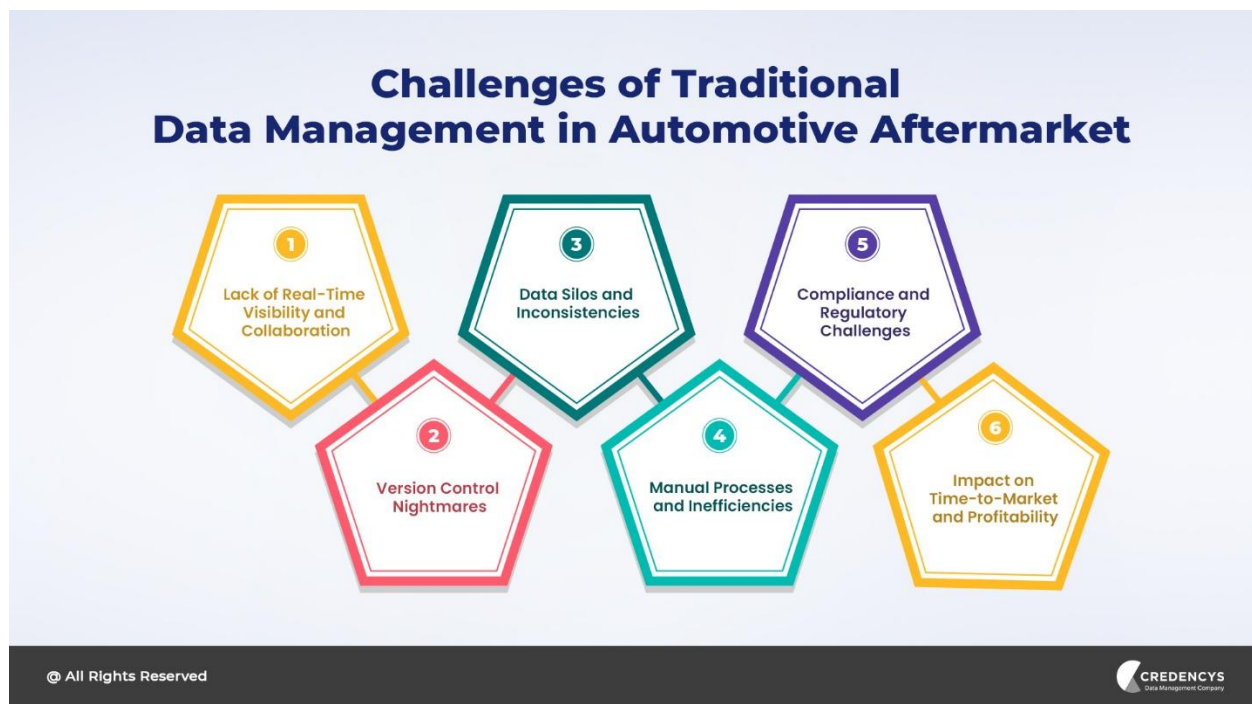 Challenges of Traditional
Data Management in Automotive Aftermarket
1
Lack of Real-Time
Visibility and
Collaboration
2
Version Control
Nightmares
3
Data Silos and
Inconsistencies
4
Manual Processes
and Inefficiencies
5
Compliance and
Regulatory
Challenges
6
Impact on
Time-to-Market
and Profitability
@ All Rights Reserved
CREDENCYS
Data Management Company